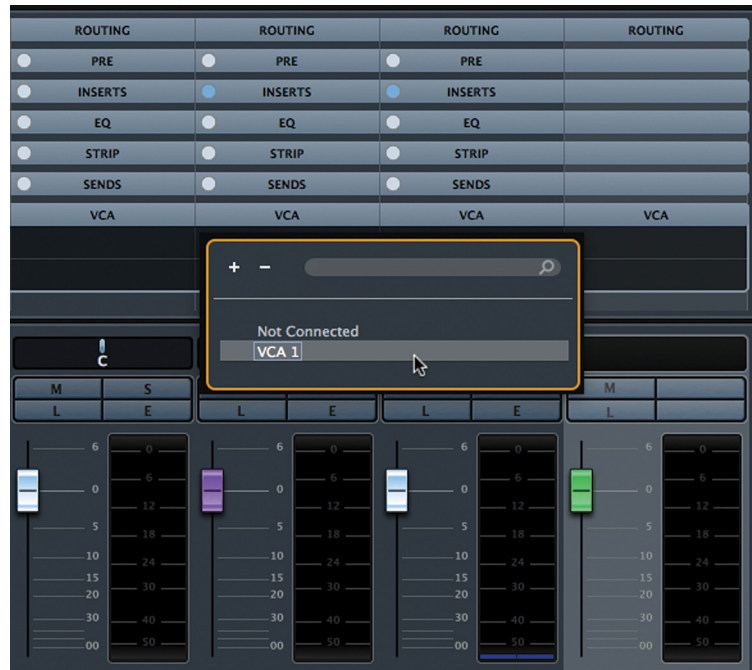 ROUTING ROUTING ROUTING ROUTING
PRE PRE PRE
INSERTS INSERTS INSERTS
EQ EQ EQ
STRIP STRIP STRIP
SENDS SENDS SENDS
VCA VCA VCA VCA
+ −
Not Connected
VCA 1
C
M S M
L E L E L E L
6 0 6 0 6 0 6 0
0 6 0 6 0 6 0 6
12 12 12 12
5 18 5 18 5 18 5 18
10 24 10 24 10 24 10 24
15 30 15 30 15 30 15 30
20 20 20 20
30 40 30 40 30 40 30 40
00 50 00 50 00 50 00 50